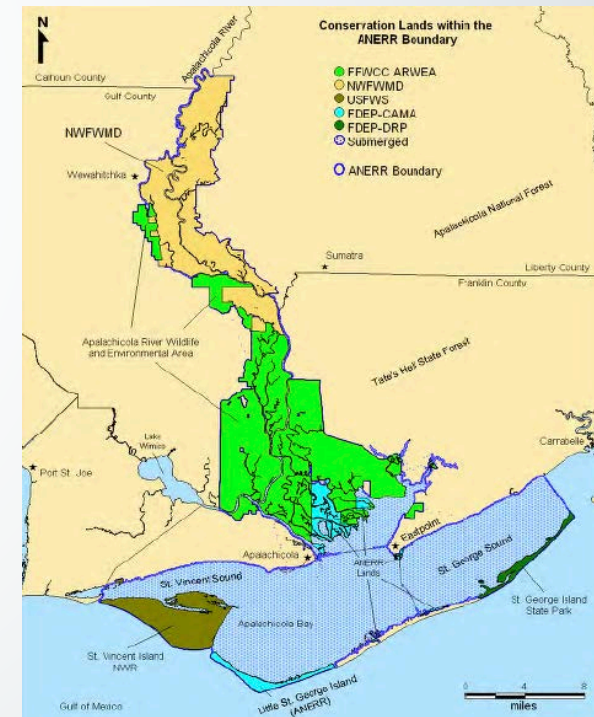 N
Conservation Lands within the
ANERR Boundary
FFWCC ARWEA
NWFWMD
USFWS
FDEP-CAMA
FDEP-DRP
Submerged
ANERR Boundary
Apalachicola River
Calhoun County
Gulf County
NWFWMD
Wewahitchka
Apalachicola National Forest
Sumatra
Liberty County
Franklin County
Apalachicola River Wildlife
and Environmental Area
Tate's Hell State Forest
Lake
Wimico
Carrabelle
Port St. Joe
Eastpoint
Apalachicola
ANERR
Lands
St. George Sound
St. Vincent Sound
St. George Island
State Park
Apalachicola Bay
St. Vincent Island
NWR
Little St. George Island
(ANERR)
Gulf of Mexico
0 4 8
miles